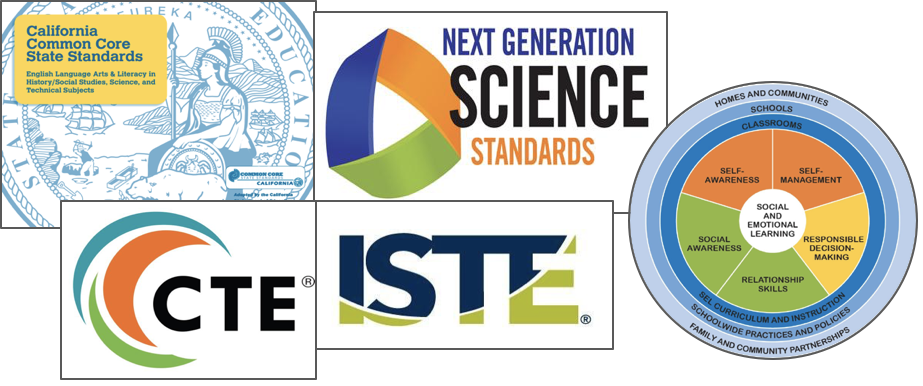 California
Common Core
State Standards
English Language Arts & Literacy in
History/Social Studies, Science, and
Technical Subjects
EUREKA
STATE
EDUCATION
COMMON CORE
STATE STANDARDS
CALIFORNIA
Adopted by the California
NEXT GENERATION
SCIENCE
STANDARDS
HOMES AND COMMUNITIES
SCHOOLS
CLASSROOMS
SELF-
AWARENESS
SELF-
MANAGEMENT
SOCIAL
AND
EMOTIONAL
LEARNING
SOCIAL
AWARENESS
RESPONSIBLE
DECISION-
MAKING
RELATIONSHIP
SKILLS
SEL CURRICULUM AND INSTRUCTION
SCHOOLWIDE PRACTICES AND POLICIES
FAMILY AND COMMUNITY PARTNERSHIPS
CTE®
ISTE®